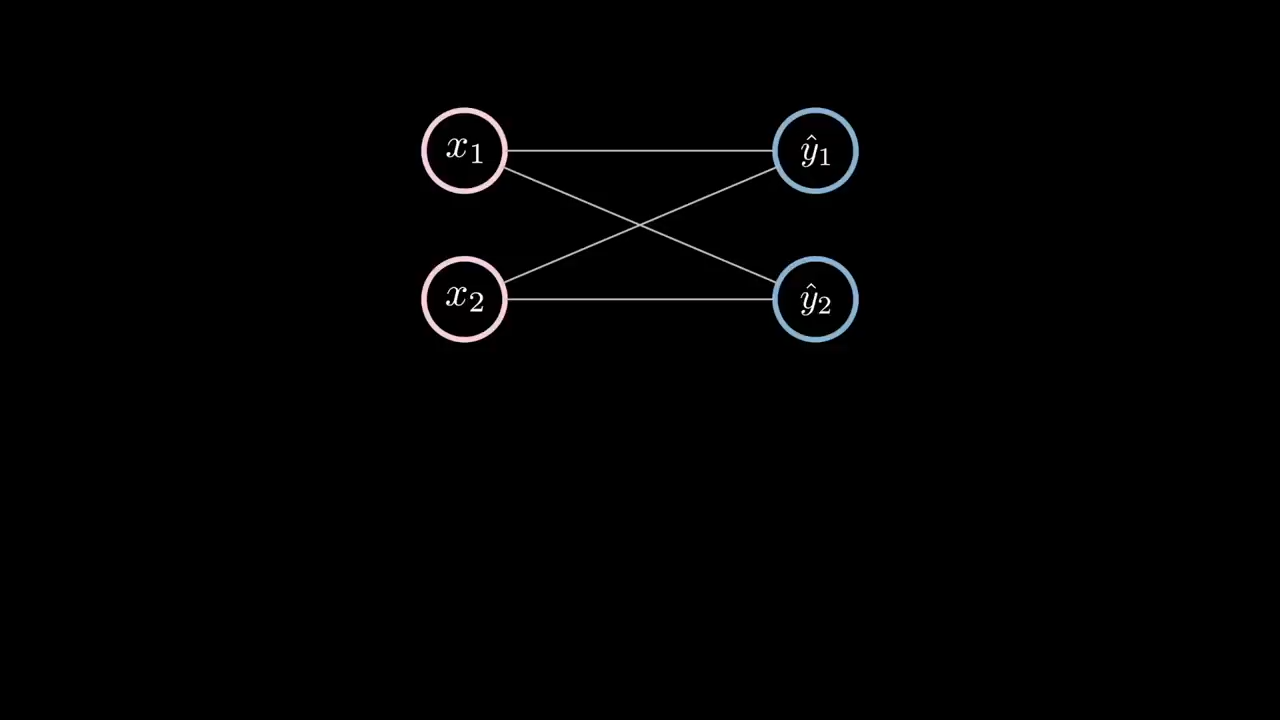 x₁ ŷ₁
x₂ ŷ₂